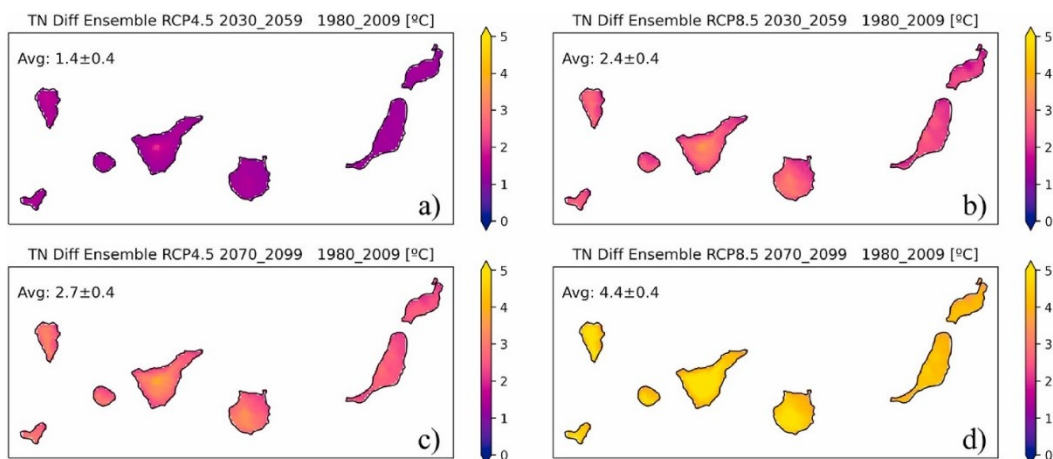 TN Diff Ensemble RCP4.5 2030_2059 1980_2009 [ºC]
Avg: 1.4±0.4
5
4
3
2
1
0
a)
TN Diff Ensemble RCP8.5 2030_2059 1980_2009 [ºC]
Avg: 2.4±0.4
5
4
3
2
1
0
b)
TN Diff Ensemble RCP4.5 2070_2099 1980_2009 [ºC]
Avg: 2.7±0.4
5
4
3
2
1
0
c)
TN Diff Ensemble RCP8.5 2070_2099 1980_2009 [ºC]
Avg: 4.4±0.4
5
4
3
2
1
0
d)